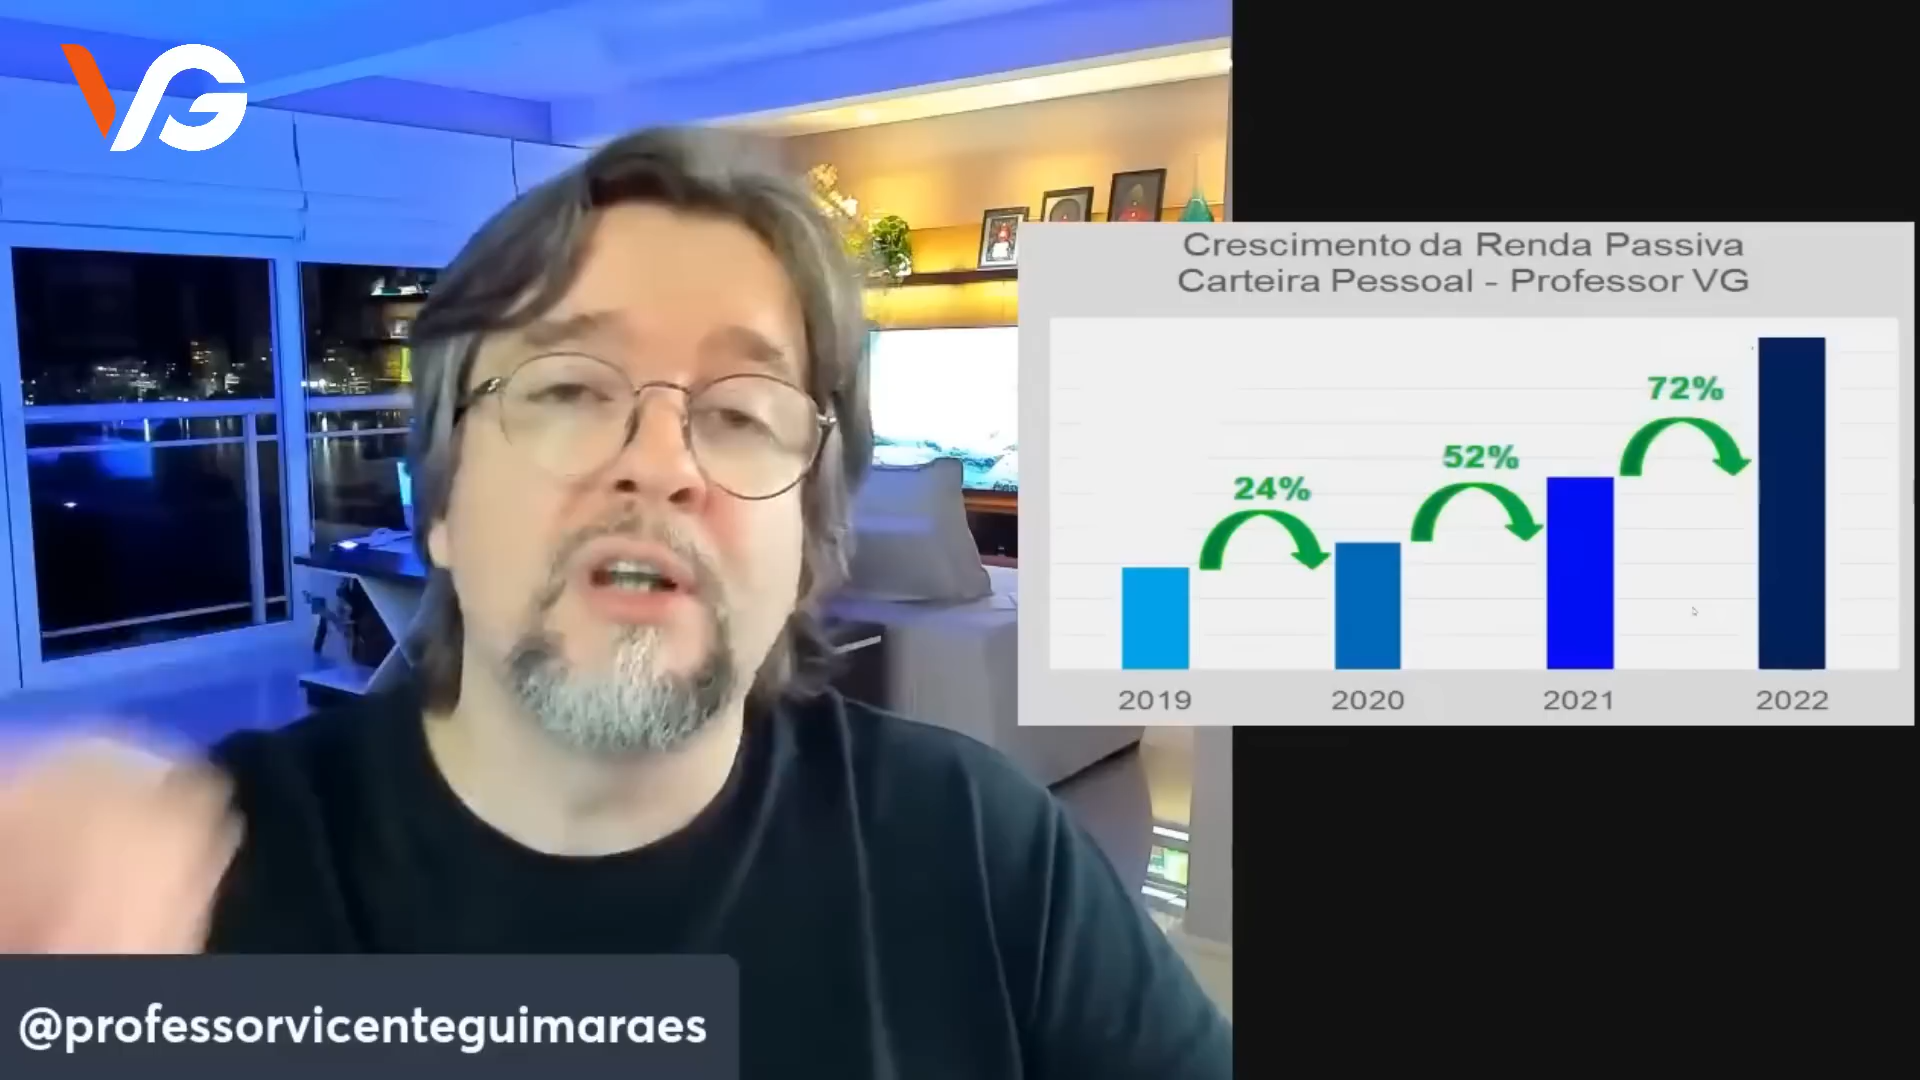 VG
Crescimento da Renda Passiva
Carteira Pessoal - Professor VG
24%
52%
72%
2019
2020
2021
2022
@professorvicenteguimaraes